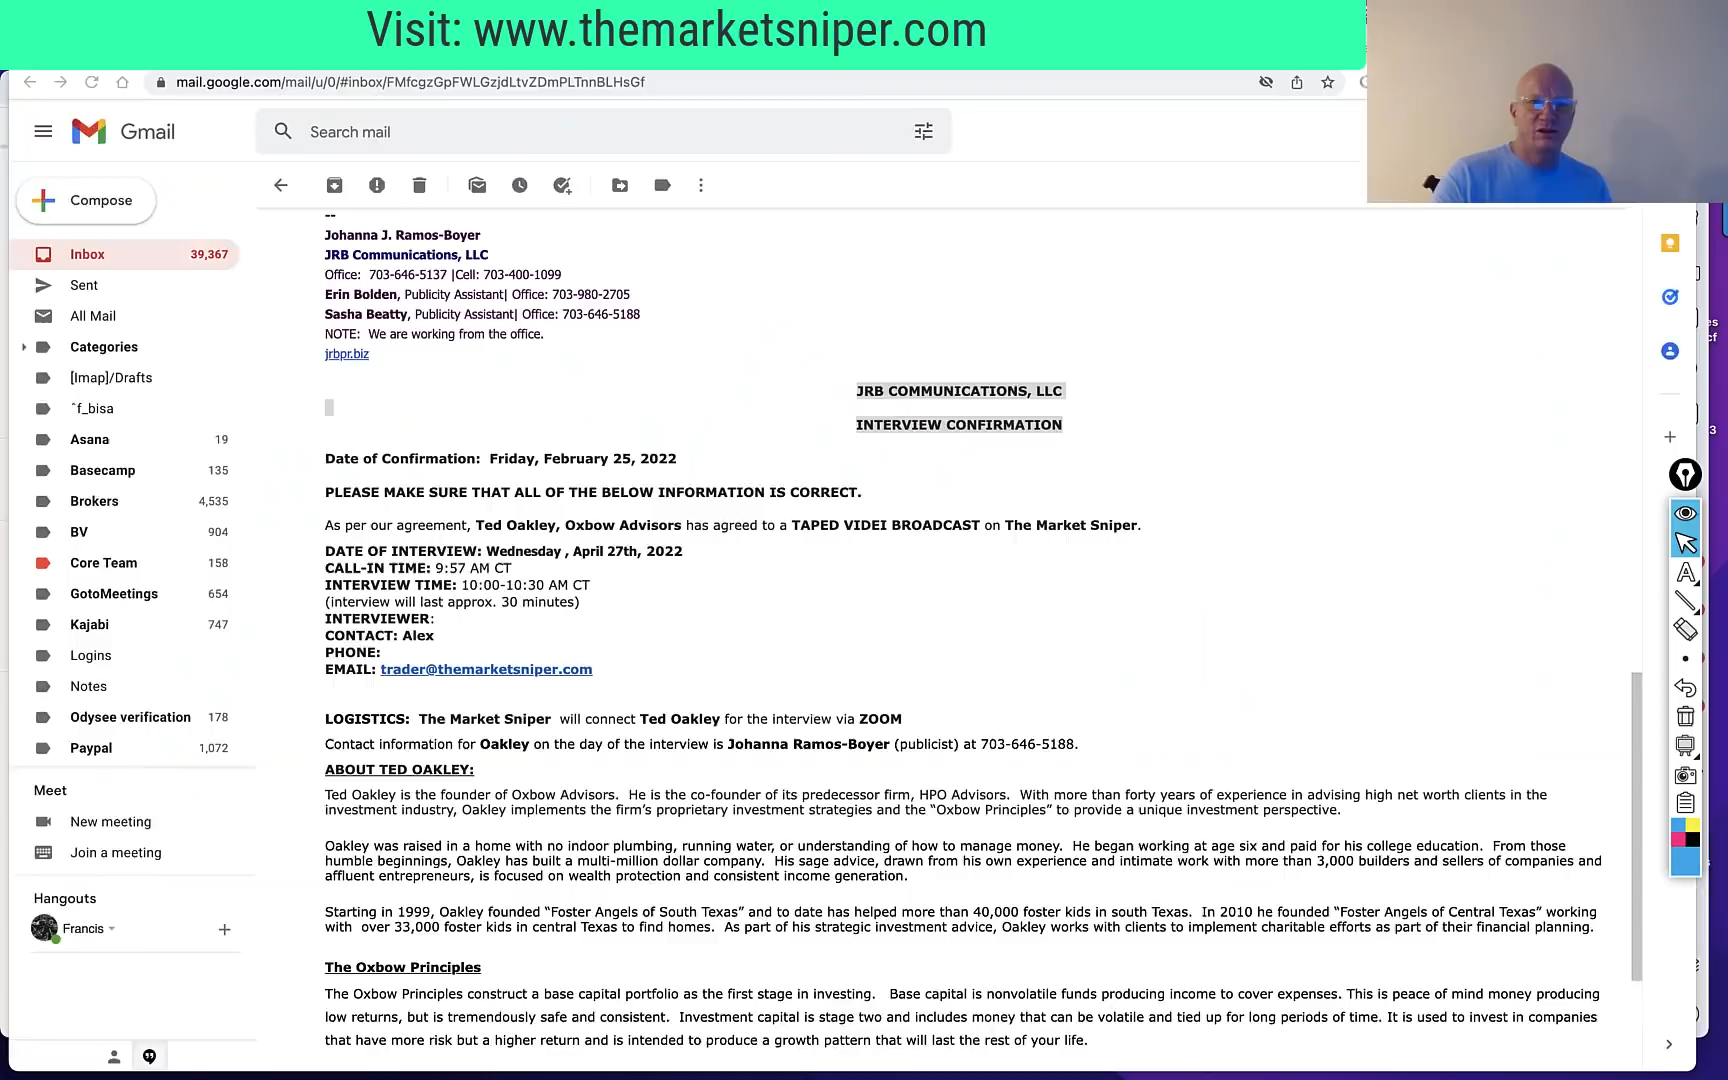 Visit: www.themarketsniper.com
mail.google.com/mail/u/0/#inbox/FMfcgzGpFWLGzjdLtvZDmPLTnnBLHsGf
Gmail
Search mail
Compose
Inbox 39,367
Sent
All Mail
Categories
[Imap]/Drafts
^f_bisa
Asana 19
Basecamp 135
Brokers 4,535
BV 904
Core Team 158
GotoMeetings 654
Kajabi 747
Logins
Notes
Odysee verification 178
Paypal 1,072
Meet
New meeting
Join a meeting
Hangouts
Francis
--
Johanna J. Ramos-Boyer
JRB Communications, LLC
Office:  703-646-5137 |Cell: 703-400-1099
Erin Bolden, Publicity Assistant| Office: 703-980-2705
Sasha Beatty, Publicity Assistant| Office: 703-646-5188
NOTE:  We are working from the office.
jrbpr.biz
JRB COMMUNICATIONS, LLC
INTERVIEW CONFIRMATION
Date of Confirmation:  Friday, February 25, 2022
PLEASE MAKE SURE THAT ALL OF THE BELOW INFORMATION IS CORRECT.
As per our agreement, Ted Oakley, Oxbow Advisors has agreed to a TAPED VIDEI BROADCAST on The Market Sniper.
DATE OF INTERVIEW: Wednesday , April 27th, 2022
CALL-IN TIME: 9:57 AM CT
INTERVIEW TIME: 10:00-10:30 AM CT
(interview will last approx. 30 minutes)
INTERVIEWER:
CONTACT: Alex
PHONE:
EMAIL: trader@themarketsniper.com
LOGISTICS:  The Market Sniper  will connect Ted Oakley for the interview via ZOOM
Contact information for Oakley on the day of the interview is Johanna Ramos-Boyer (publicist) at 703-646-5188.
ABOUT TED OAKLEY:
Ted Oakley is the founder of Oxbow Advisors.  He is the co-founder of its predecessor firm, HPO Advisors.  With more than forty years of experience in advising high net worth clients in the
investment industry, Oakley implements the firm's proprietary investment strategies and the “Oxbow Principles” to provide a unique investment perspective.
Oakley was raised in a home with no indoor plumbing, running water, or understanding of how to manage money.  He began working at age six and paid for his college education.  From those
humble beginnings, Oakley has built a multi-million dollar company.  His sage advice, drawn from his own experience and intimate work with more than 3,000 builders and sellers of companies and
affluent entrepreneurs, is focused on wealth protection and consistent income generation.
Starting in 1999, Oakley founded “Foster Angels of South Texas” and to date has helped more than 40,000 foster kids in south Texas.  In 2010 he founded “Foster Angels of Central Texas” working
with  over 33,000 foster kids in central Texas to find homes.  As part of his strategic investment advice, Oakley works with clients to implement charitable efforts as part of their financial planning.
The Oxbow Principles
The Oxbow Principles construct a base capital portfolio as the first stage in investing.   Base capital is nonvolatile funds producing income to cover expenses. This is peace of mind money producing
low returns, but is tremendously safe and consistent.  Investment capital is stage two and includes money that can be volatile and tied up for long periods of time. It is used to invest in companies
that have more risk but a higher return and is intended to produce a growth pattern that will last the rest of your life.